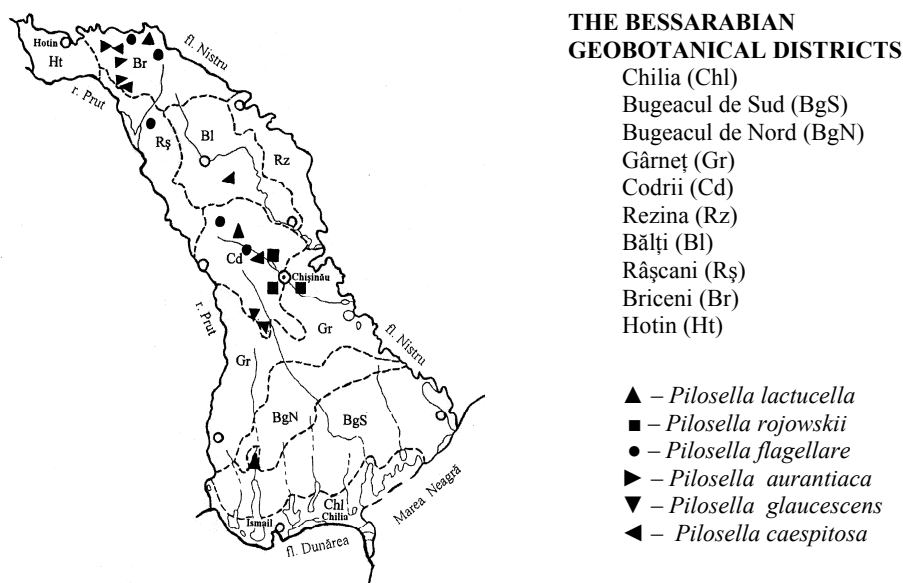 Hotin
Ht
Br
fl. Nistru
r. Prut
Rş
Bl
Rz
Cd
Chişinău
r. Prut
Gr
Gr
fl. Nistru
BgN
BgS
Chl
Chilia
Ismail
fl. Dunărea
Marea Neagră
THE BESSARABIAN
GEOBOTANICAL DISTRICTS
Chilia (Chl)
Bugeacul de Sud (BgS)
Bugeacul de Nord (BgN)
Gârneț (Gr)
Codrii (Cd)
Rezina (Rz)
Bălți (Bl)
Râşcani (Rş)
Briceni (Br)
Hotin (Ht)
▲ – Pilosella lactucella
■ – Pilosella rojowskii
● – Pilosella flagellare
► – Pilosella aurantiaca
▼ – Pilosella glaucescens
◄ – Pilosella caespitosa